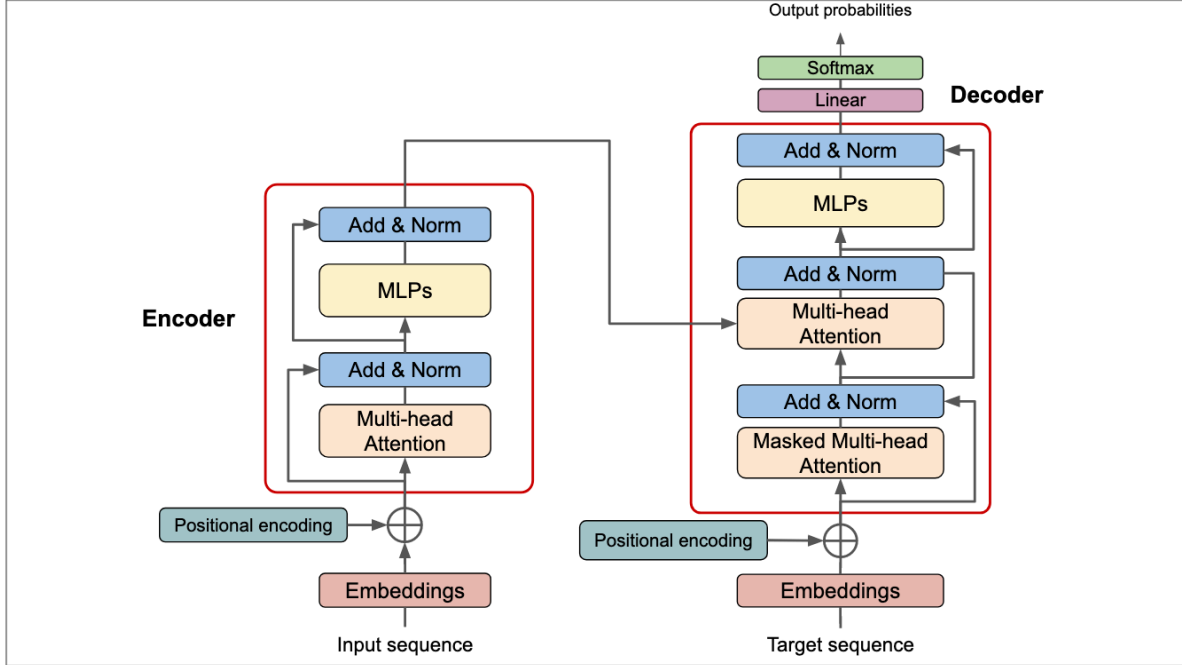 Output probabilities
Softmax
Linear
Decoder
Add & Norm
MLPs
Add & Norm
Multi-head
Attention
Add & Norm
Masked Multi-head
Attention
Positional encoding
Embeddings
Target sequence
Encoder
Add & Norm
MLPs
Add & Norm
Multi-head
Attention
Positional encoding
Embeddings
Input sequence